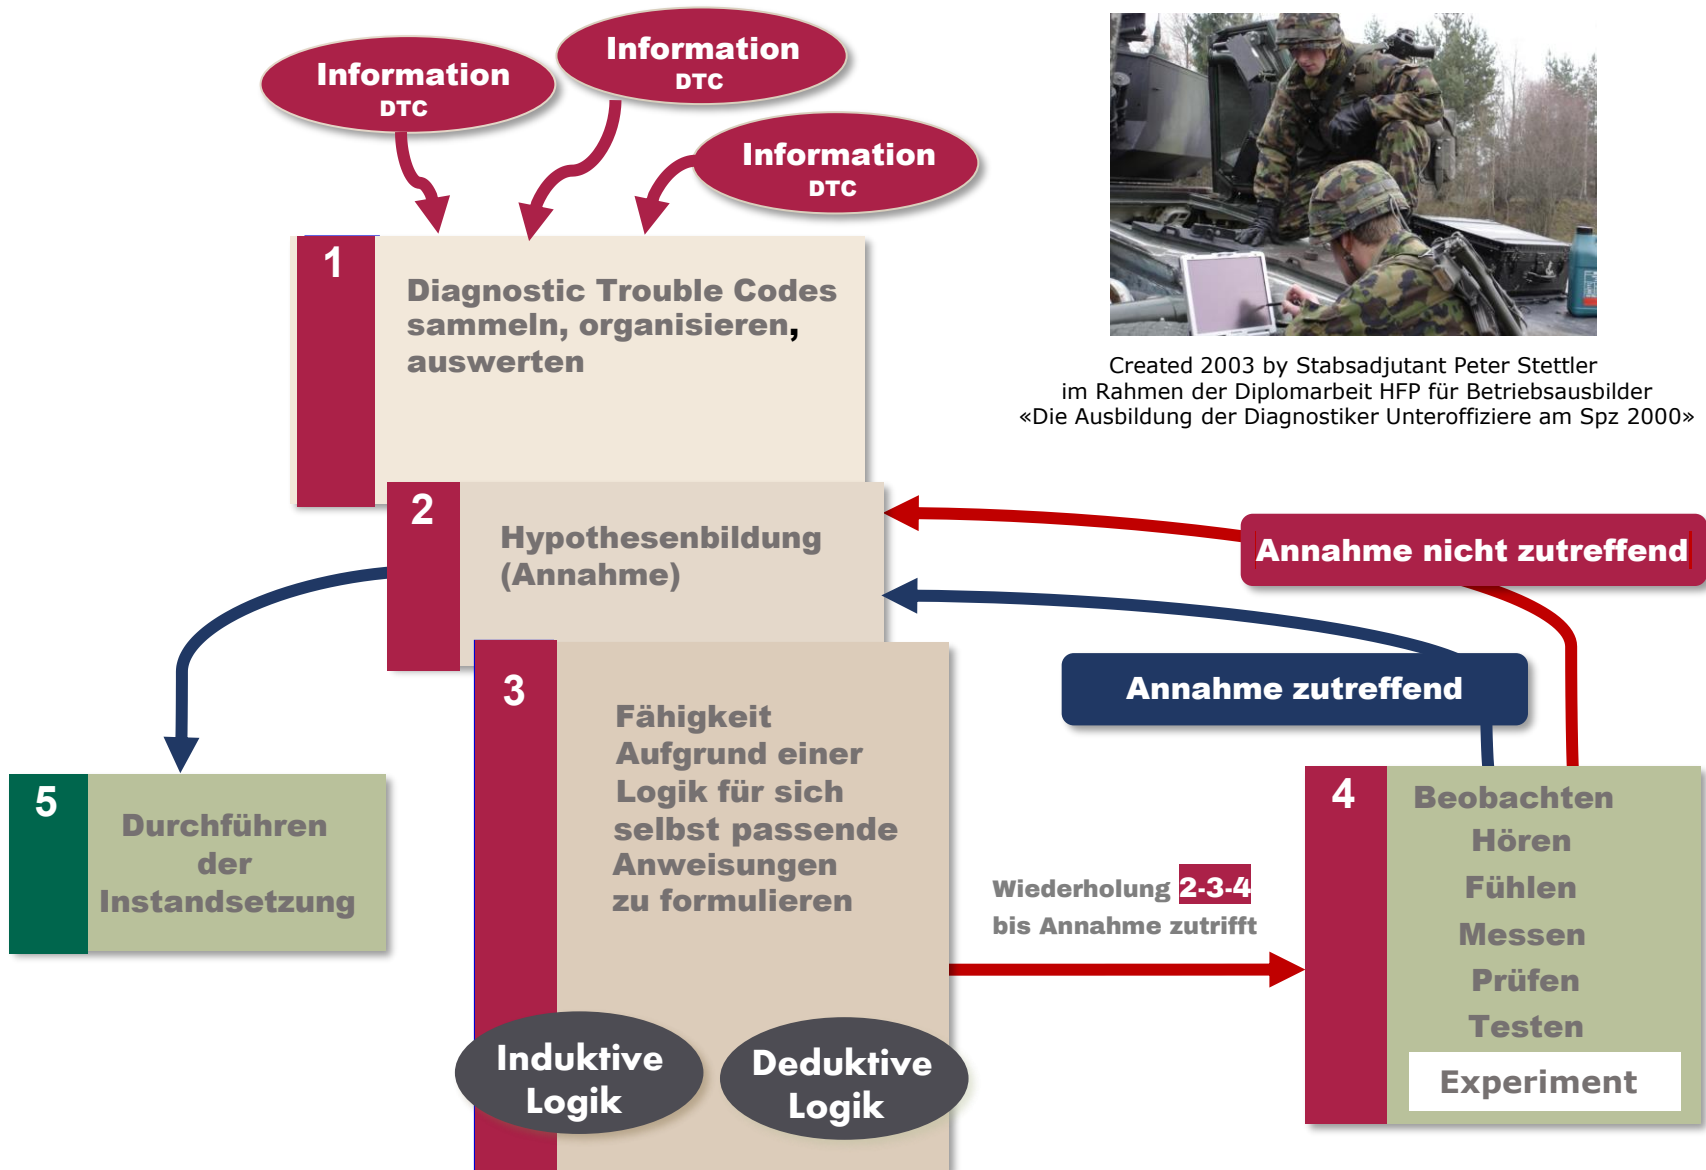 Information
DTC
Information
DTC
Information
DTC
1
Diagnostic Trouble Codes
sammeln, organisieren,
auswerten
Created 2003 by Stabsadjutant Peter Stettler
im Rahmen der Diplomarbeit HFP für Betriebsausbilder
«Die Ausbildung der Diagnostiker Unteroffiziere am Spz 2000»
2
Hypothesenbildung
(Annahme)
Annahme nicht zutreffend
Annahme zutreffend
3
Fähigkeit
Aufgrund einer
Logik für sich
selbst passende
Anweisungen
zu formulieren
Induktive
Logik
Deduktive
Logik
Wiederholung 2-3-4
bis Annahme zutrifft
4
Beobachten
Hören
Fühlen
Messen
Prüfen
Testen
Experiment
5
Durchführen
der
Instandsetzung